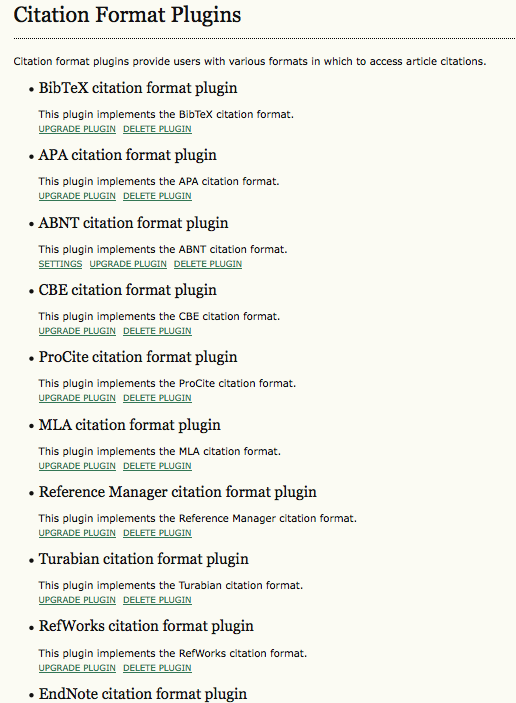 Citation Format Plugins
Citation format plugins provide users with various formats in which to access article citations.
• BibTeX citation format plugin
This plugin implements the BibTeX citation format.
UPGRADE PLUGIN DELETE PLUGIN
• APA citation format plugin
This plugin implements the APA citation format.
UPGRADE PLUGIN DELETE PLUGIN
• ABNT citation format plugin
This plugin implements the ABNT citation format.
SETTINGS UPGRADE PLUGIN DELETE PLUGIN
• CBE citation format plugin
This plugin implements the CBE citation format.
UPGRADE PLUGIN DELETE PLUGIN
• ProCite citation format plugin
This plugin implements the ProCite citation format.
UPGRADE PLUGIN DELETE PLUGIN
• MLA citation format plugin
This plugin implements the MLA citation format.
UPGRADE PLUGIN DELETE PLUGIN
• Reference Manager citation format plugin
This plugin implements the Reference Manager citation format.
UPGRADE PLUGIN DELETE PLUGIN
• Turabian citation format plugin
This plugin implements the Turabian citation format.
UPGRADE PLUGIN DELETE PLUGIN
• RefWorks citation format plugin
This plugin implements the RefWorks citation format.
UPGRADE PLUGIN DELETE PLUGIN
• EndNote citation format plugin